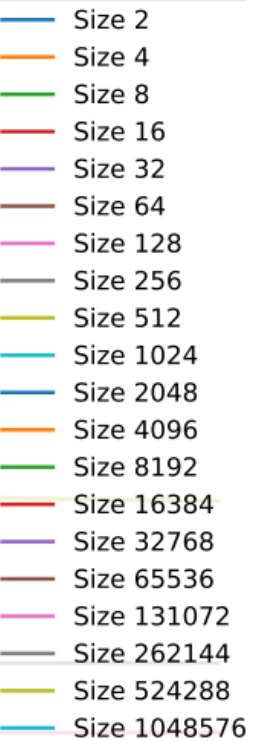 Size 2
Size 4
Size 8
Size 16
Size 32
Size 64
Size 128
Size 256
Size 512
Size 1024
Size 2048
Size 4096
Size 8192
Size 16384
Size 32768
Size 65536
Size 131072
Size 262144
Size 524288
Size 1048576